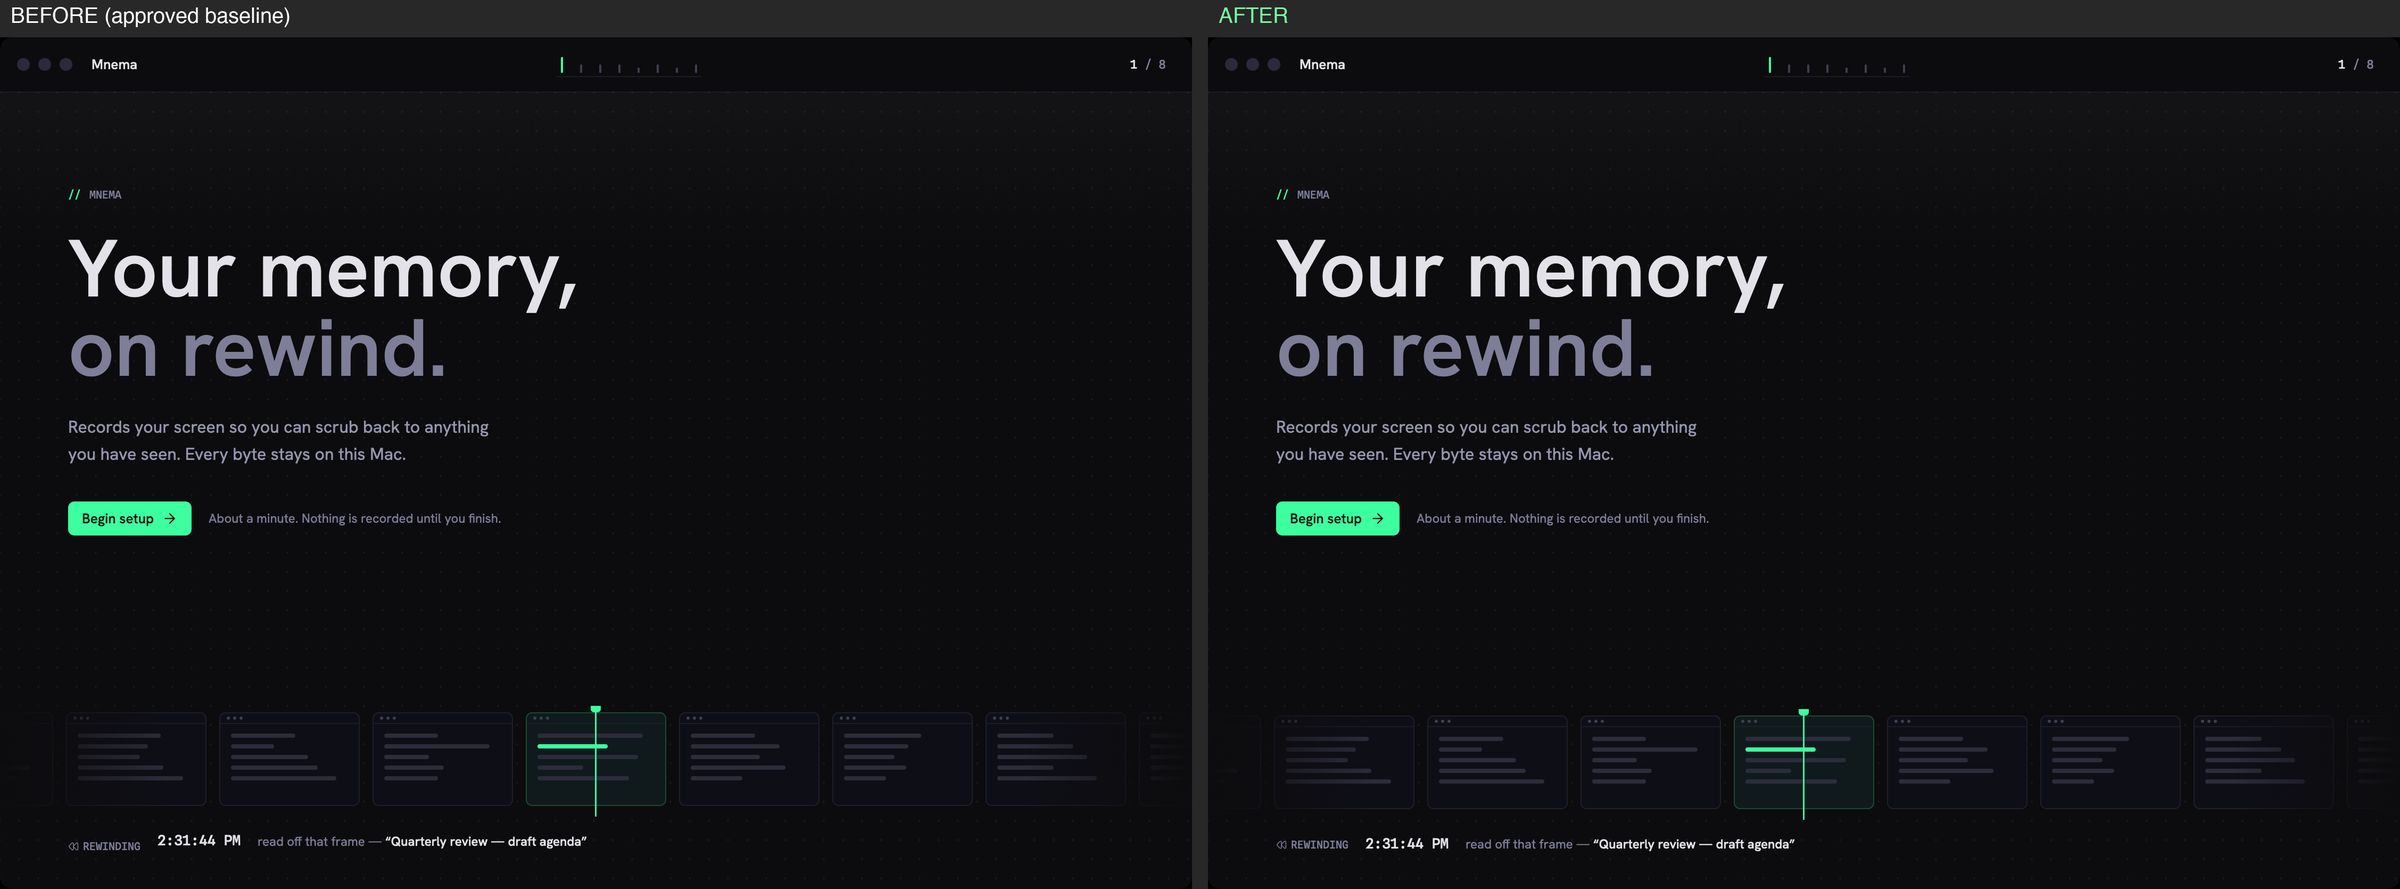 BEFORE (approved baseline)
Mnema
1 / 8
// MNEMA
Your memory,
on rewind.
Records your screen so you can scrub back to anything
you have seen. Every byte stays on this Mac.
Begin setup →
About a minute. Nothing is recorded until you finish.
REWINDING 2:31:44 PM read off that frame — “Quarterly review — draft agenda”
AFTER
Mnema
1 / 8
// MNEMA
Your memory,
on rewind.
Records your screen so you can scrub back to anything
you have seen. Every byte stays on this Mac.
Begin setup →
About a minute. Nothing is recorded until you finish.
REWINDING 2:31:44 PM read off that frame — “Quarterly review — draft agenda”